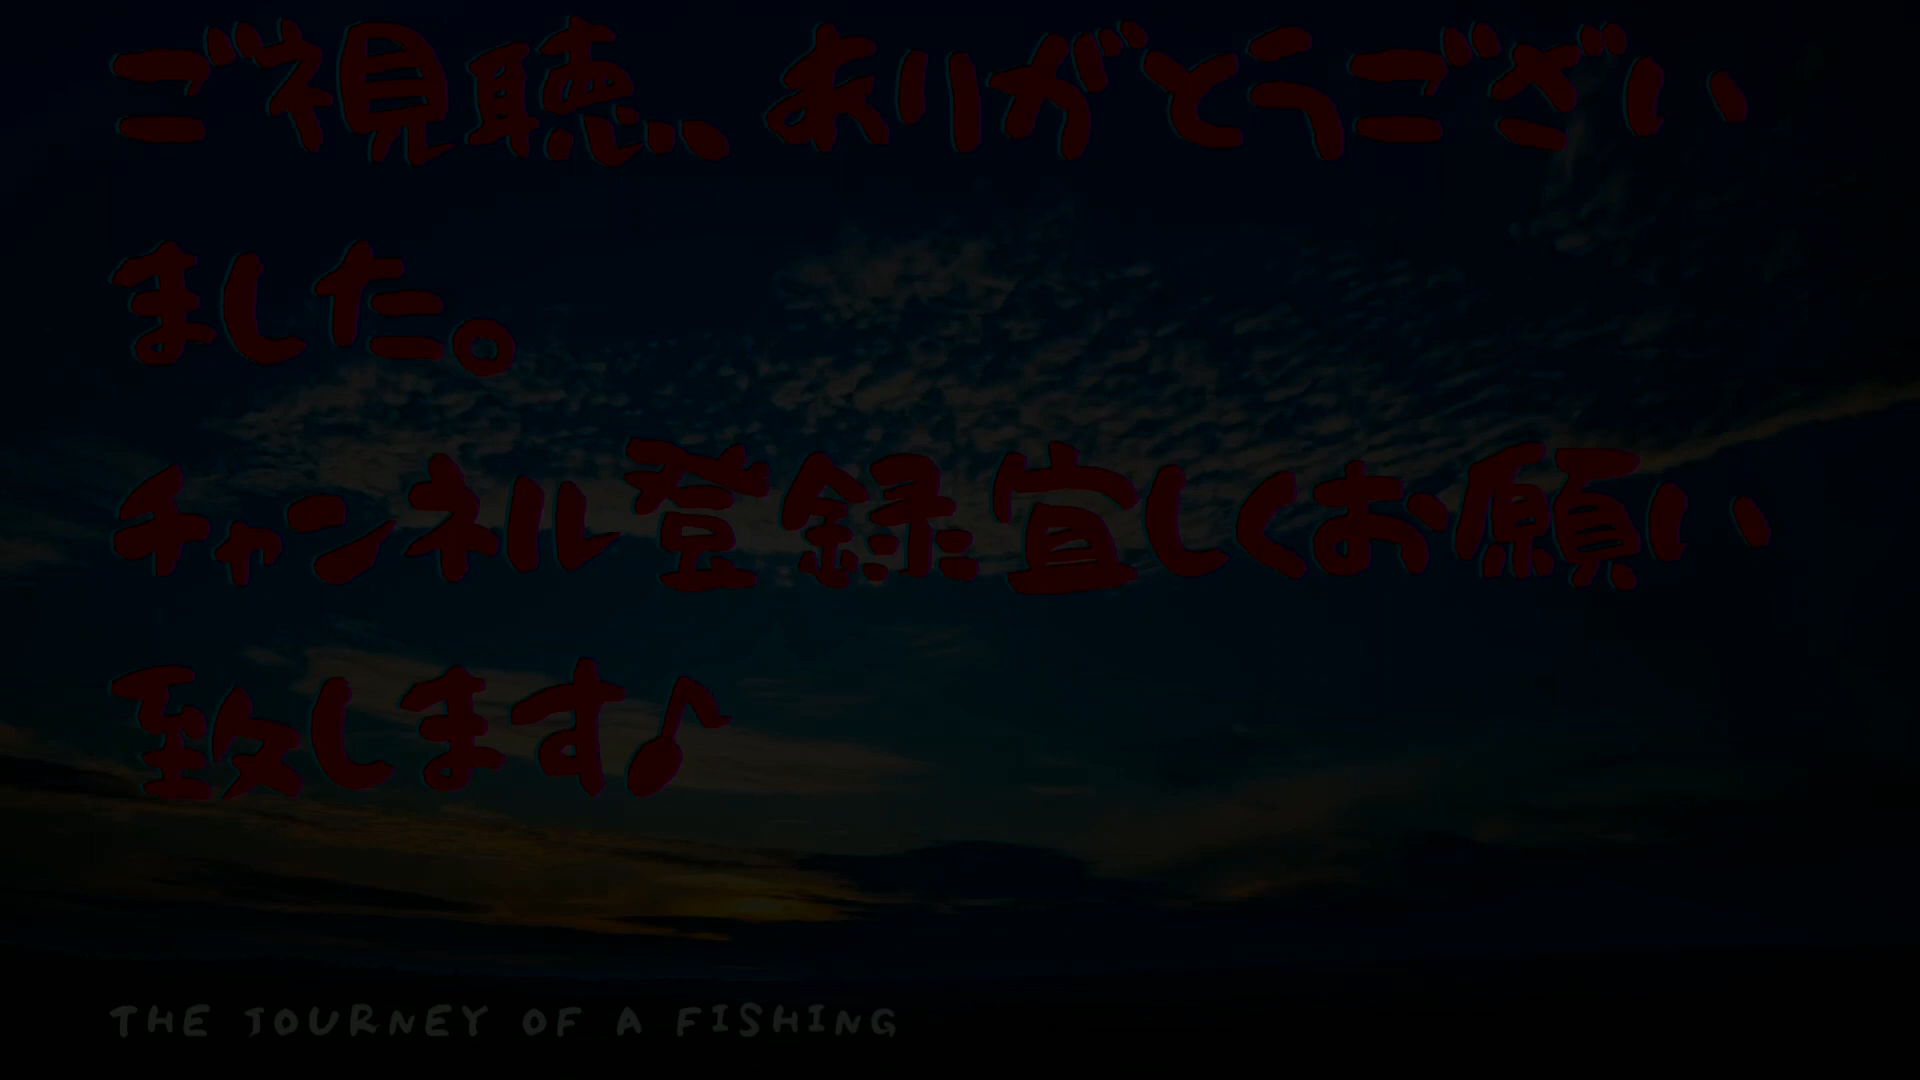 ご視聴、、ありがとうござい
ました。
チャンネル登録宜しくお願い
致します♪
THE JOURNEY OF A FISHING